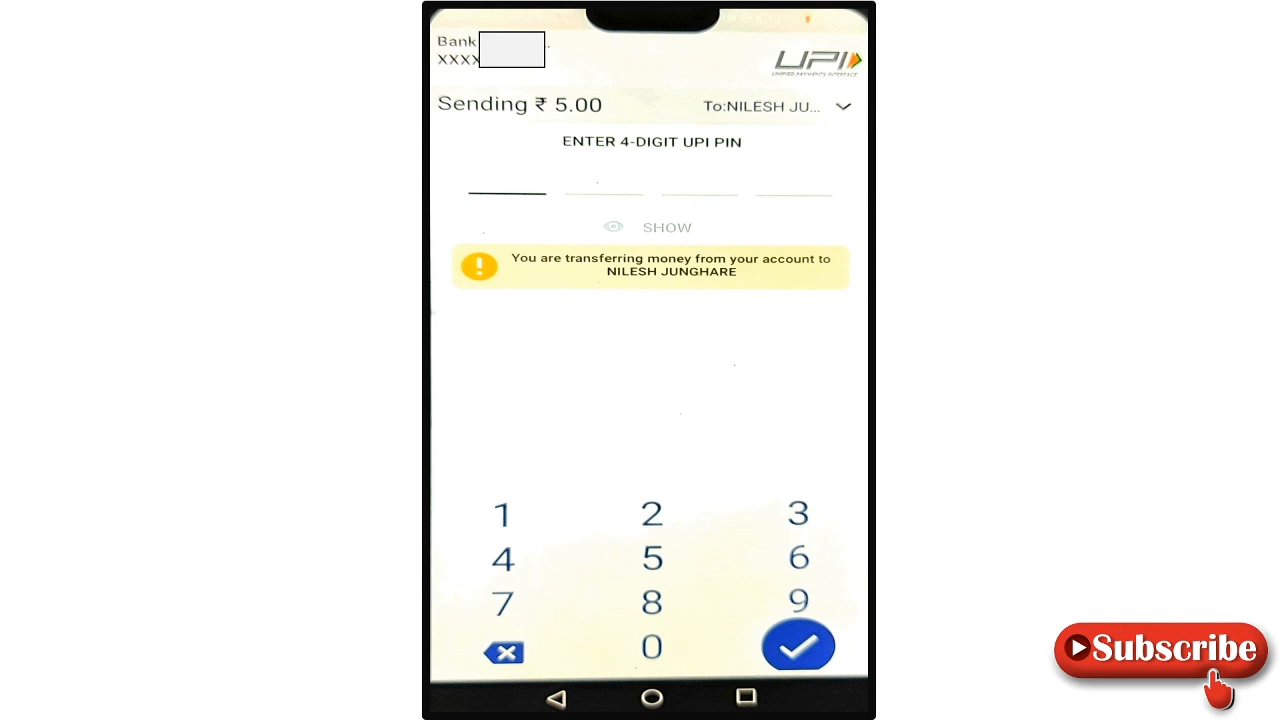 Bank
XXXX
UPI
UNIFIED PAYMENTS INTERFACE
Sending ₹ 5.00
To:NILESH JU...
ENTER 4-DIGIT UPI PIN
SHOW
You are transferring money from your account to
NILESH JUNGHARE
1 2 3
4 5 6
7 8 9
0
Subscribe